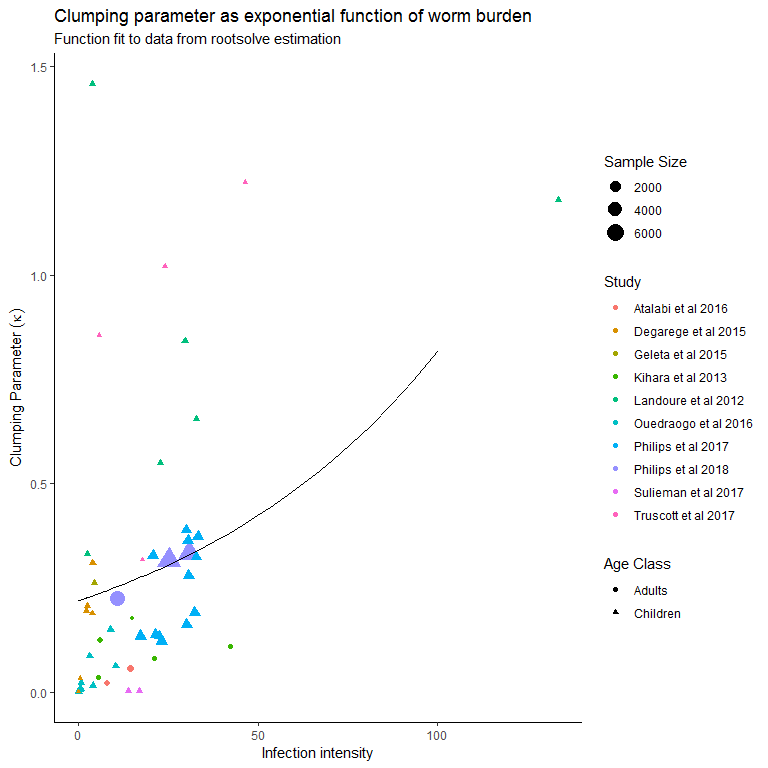 Clumping parameter as exponential function of worm burden
Function fit to data from rootsolve estimation
Clumping Parameter (κ)
1.5
1.0
0.5
0.0
0
50
100
Infection intensity
Sample Size
2000
4000
6000
Study
Atalabi et al 2016
Degarege et al 2015
Geleta et al 2015
Kihara et al 2013
Landoure et al 2012
Ouedraogo et al 2016
Philips et al 2017
Philips et al 2018
Sulieman et al 2017
Truscott et al 2017
Age Class
Adults
Children